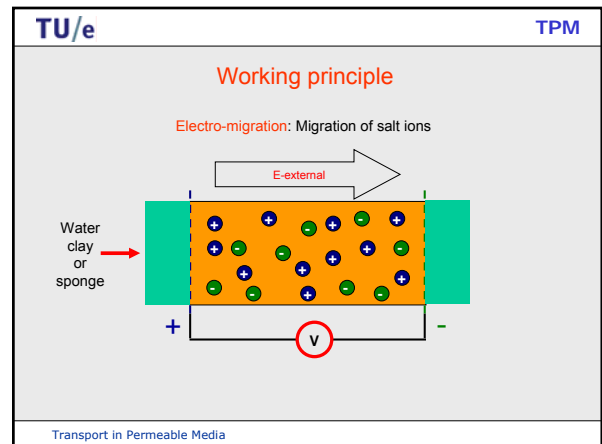 TU/e
TPM
Working principle
Electro-migration: Migration of salt ions
E-external
Water
clay
or
sponge
+ + + - - +
+ - - + + -
+ + +
- - + - -
+ V -
Transport in Permeable Media